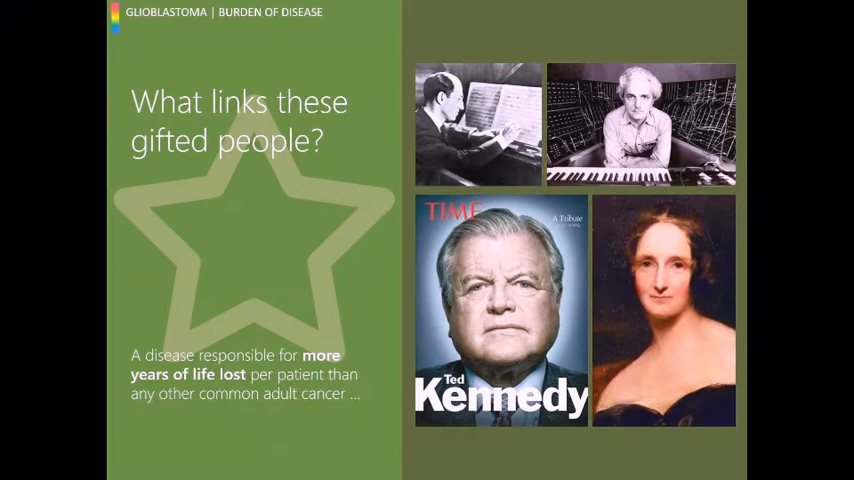 GLIOBLASTOMA | BURDEN OF DISEASE
What links these
gifted people?
A disease responsible for more
years of life lost per patient than
any other common adult cancer ...
TIME
A Tribute
Ted
Kennedy